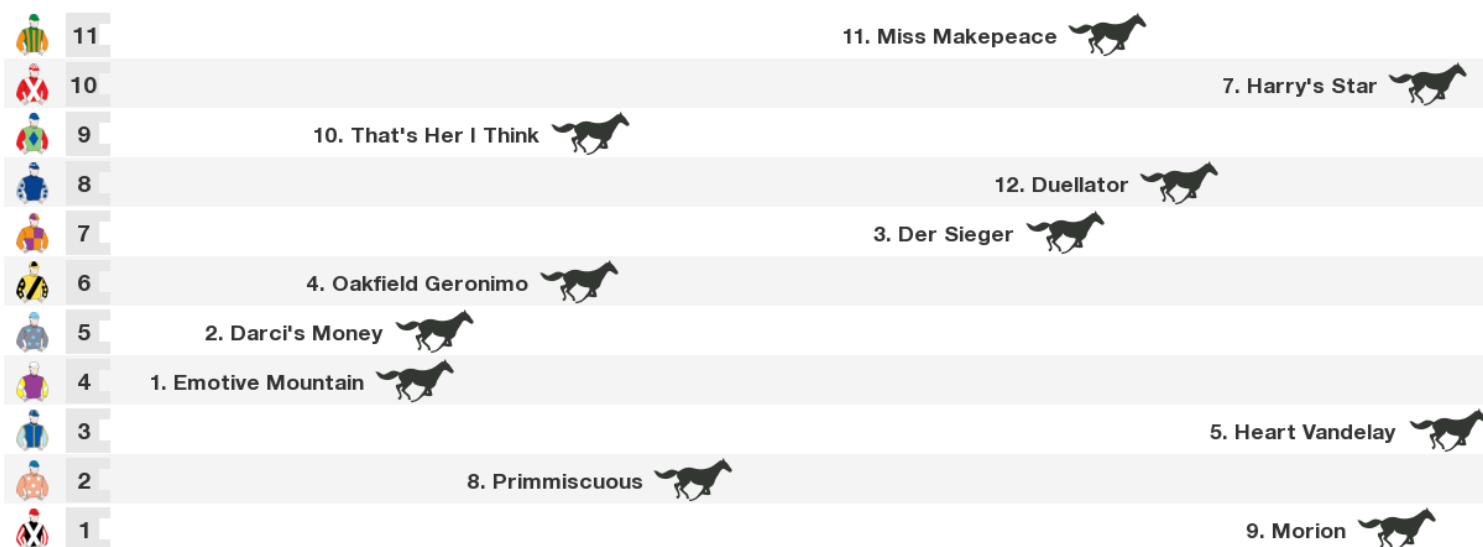 11 11. Miss Makepeace
10 7. Harry's Star
9 10. That's Her I Think
8 12. Duellator
7 3. Der Sieger
6 4. Oakfield Geronimo
5 2. Darci's Money
4 1. Emotive Mountain
3 5. Heart Vandelay
2 8. Primmiscuous
1 9. Morion